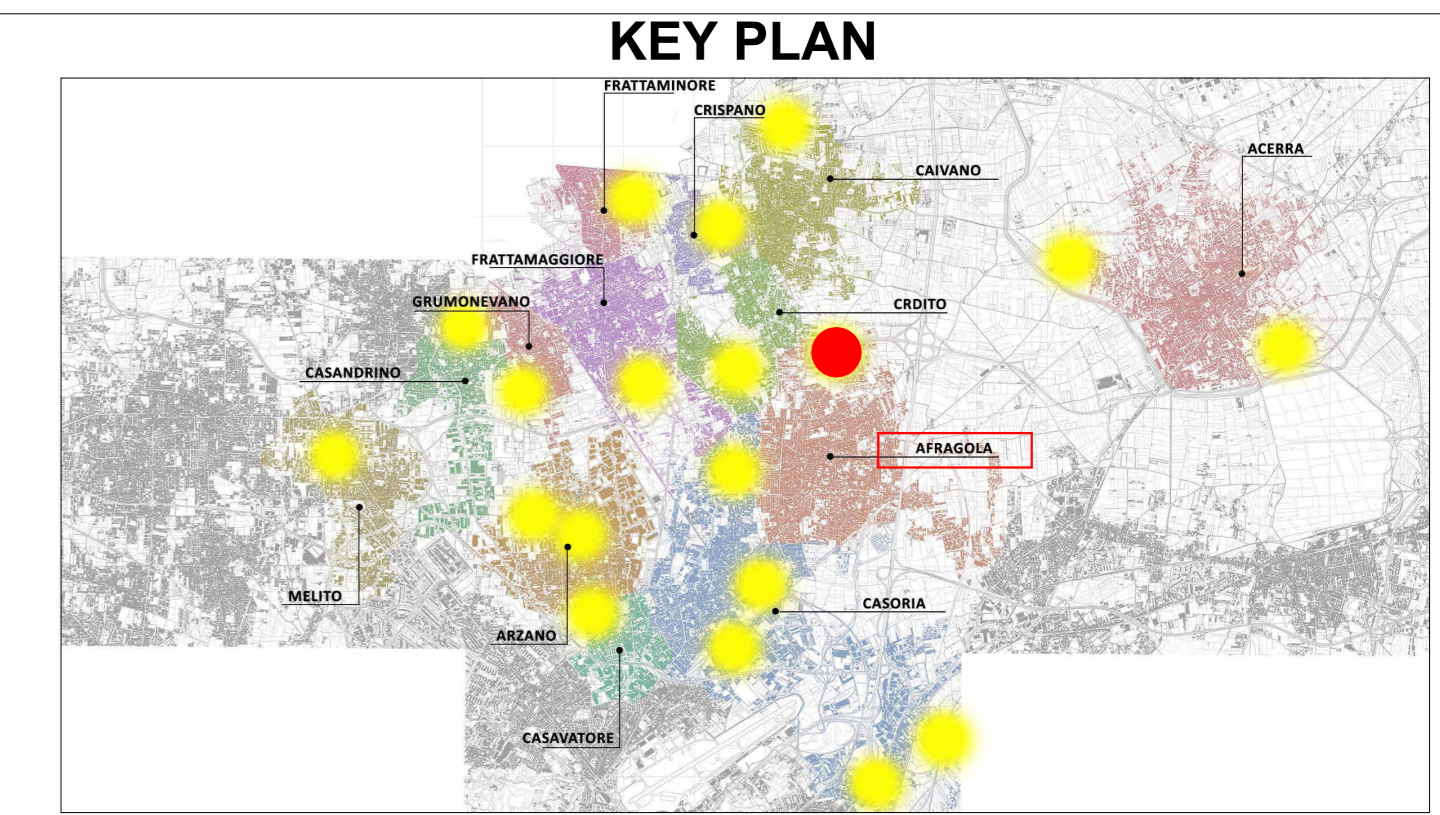 KEY PLAN
FRATTAMINORE
CRISPANO
ACERRA
CAIVANO
FRATTAMAGGIORE
GRUMONEVANO
CRDITO
CASANDRINO
AFRAGOLA
MELITO
CASORIA
ARZANO
CASAVATORE